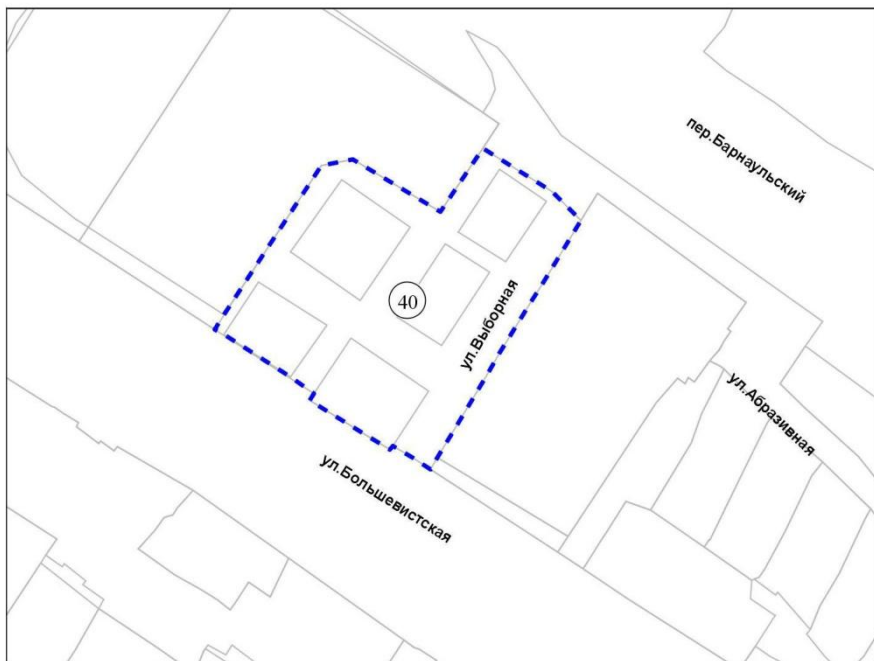 пер.Барнаульский
40
ул.Выборная
ул.Абразивная
ул.Большевистская